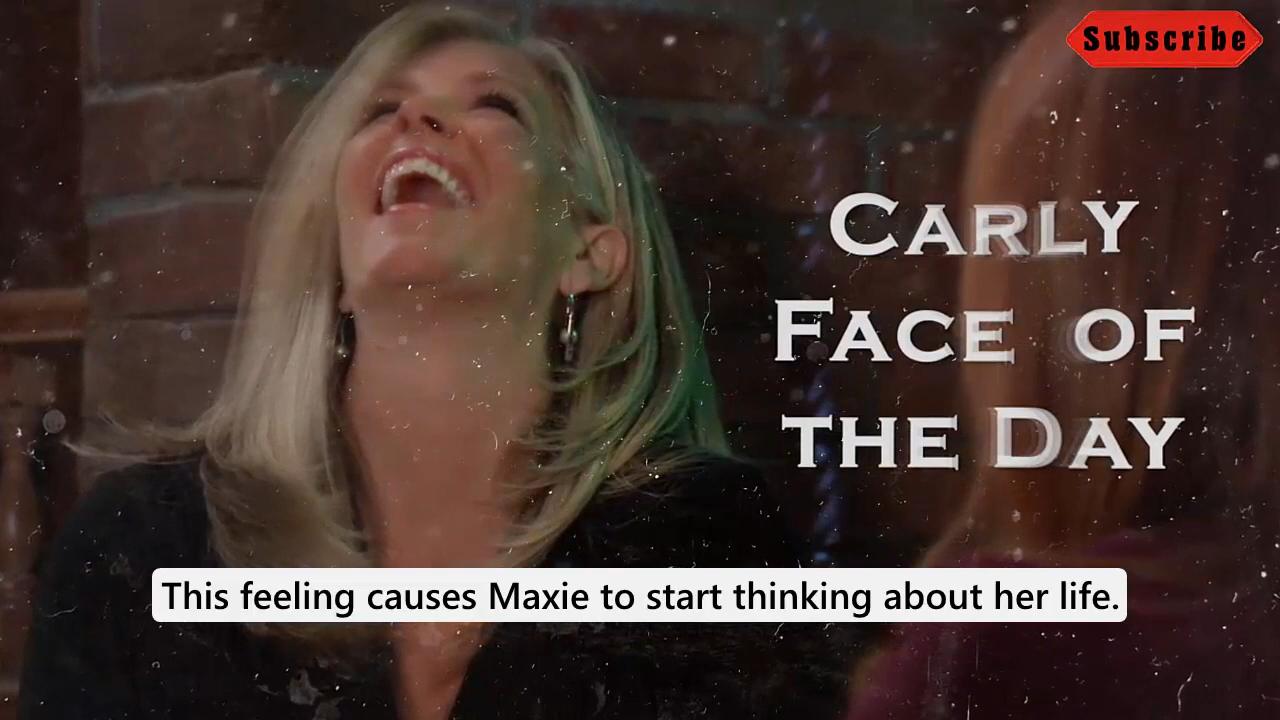 Subscribe
CARLY
FACE OF
THE DAY
This feeling causes Maxie to start thinking about her life.